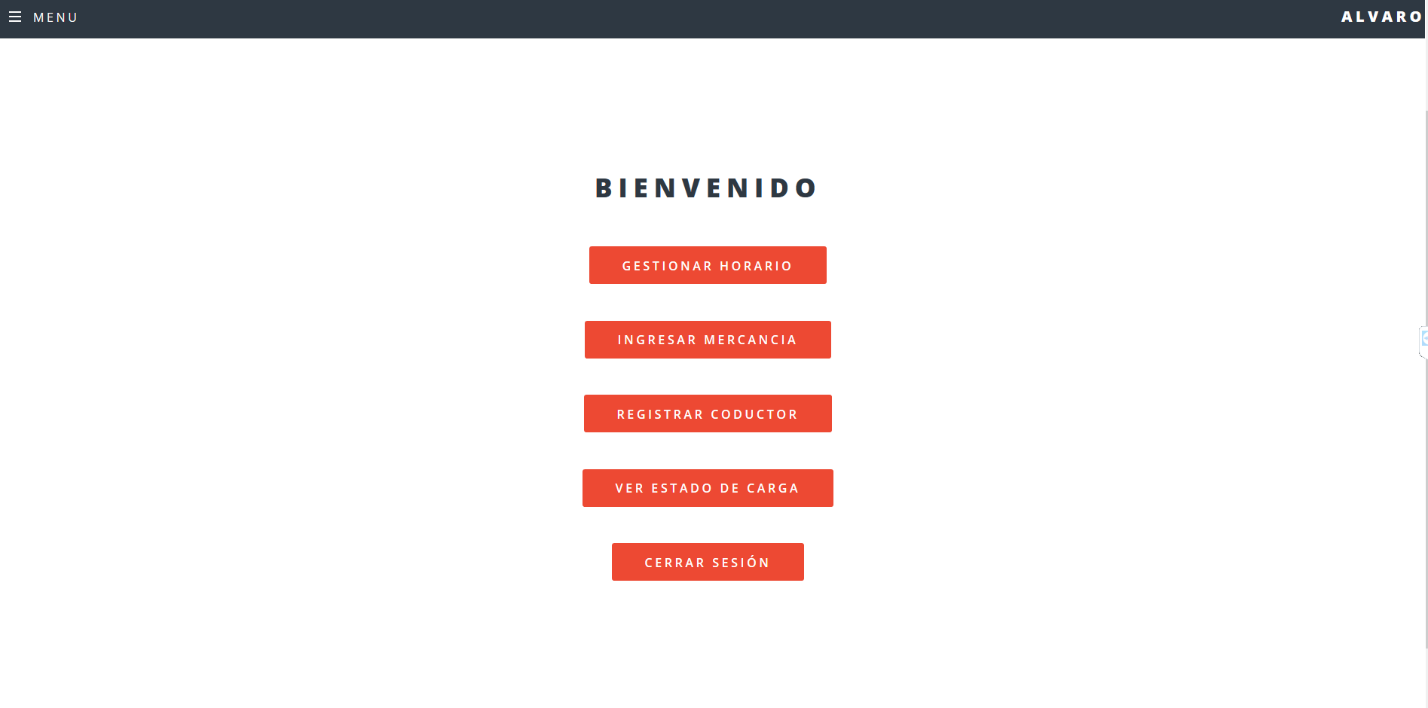 MENU
ALVARO
BIENVENIDO
GESTIONAR HORARIO
INGRESAR MERCANCIA
REGISTRAR CODUCTOR
VER ESTADO DE CARGA
CERRAR SESIÓN